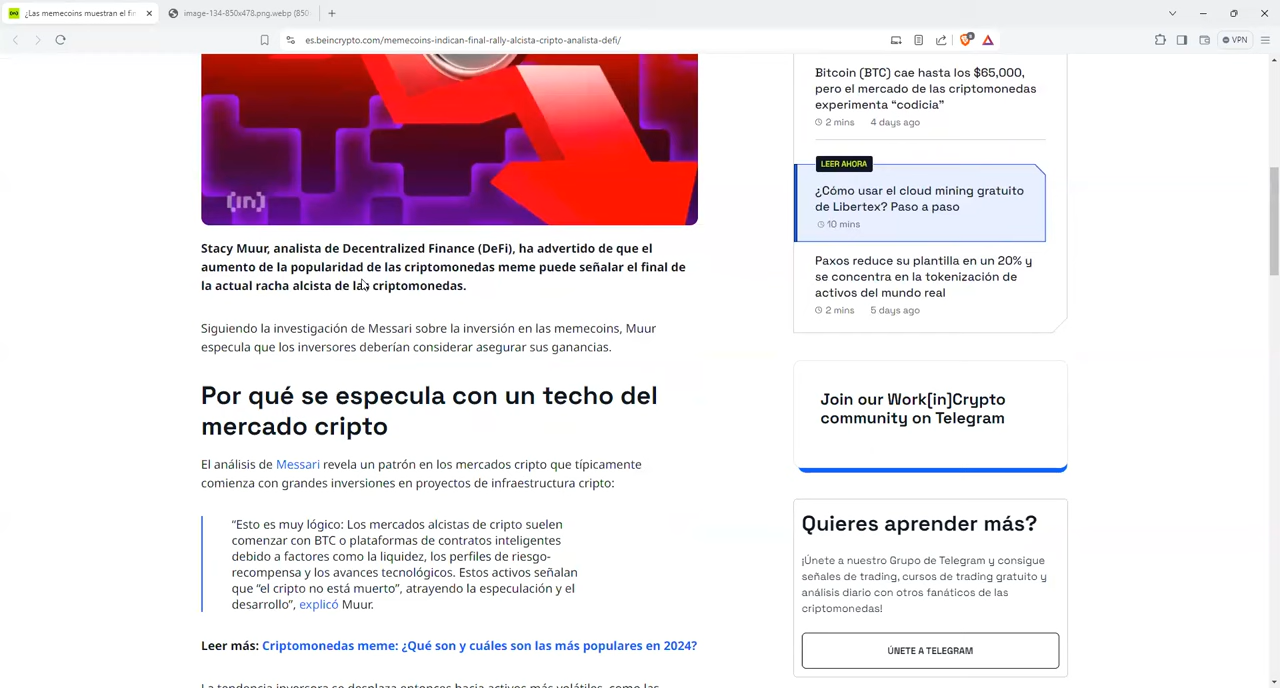 ¿Las memecoins muestran el fin
image-134-850x478.png.webp (850
es.beincrypto.com/memecoins-indican-final-rally-alcista-cripto-analista-defi/
VPN
(in)
Stacy Muur, analista de Decentralized Finance (DeFi), ha advertido de que el
aumento de la popularidad de las criptomonedas meme puede señalar el final de
la actual racha alcista de las criptomonedas.
Siguiendo la investigación de Messari sobre la inversión en las memecoins, Muur
especula que los inversores deberían considerar asegurar sus ganancias.
Por qué se especula con un techo del
mercado cripto
El análisis de Messari revela un patrón en los mercados cripto que típicamente
comienza con grandes inversiones en proyectos de infraestructura cripto:
“Esto es muy lógico: Los mercados alcistas de cripto suelen
comenzar con BTC o plataformas de contratos inteligentes
debido a factores como la liquidez, los perfiles de riesgo-
recompensa y los avances tecnológicos. Estos activos señalan
que “el cripto no está muerto”, atrayendo la especulación y el
desarrollo”, explicó Muur.
Leer más: Criptomonedas meme: ¿Qué son y cuáles son las más populares en 2024?
La tendencia inversora se desplaza entonces hacia activos más volátiles, como las
Bitcoin (BTC) cae hasta los $65,000,
pero el mercado de las criptomonedas
experimenta “codicia”
2 mins 4 days ago
LEER AHORA
¿Cómo usar el cloud mining gratuito
de Libertex? Paso a paso
10 mins
Paxos reduce su plantilla en un 20% y
se concentra en la tokenización de
activos del mundo real
2 mins 5 days ago
Join our Work[in]Crypto
community on Telegram
Quieres aprender más?
¡Únete a nuestro Grupo de Telegram y consigue
señales de trading, cursos de trading gratuito y
análisis diario con otros fanáticos de las
criptomonedas!
ÚNETE A TELEGRAM